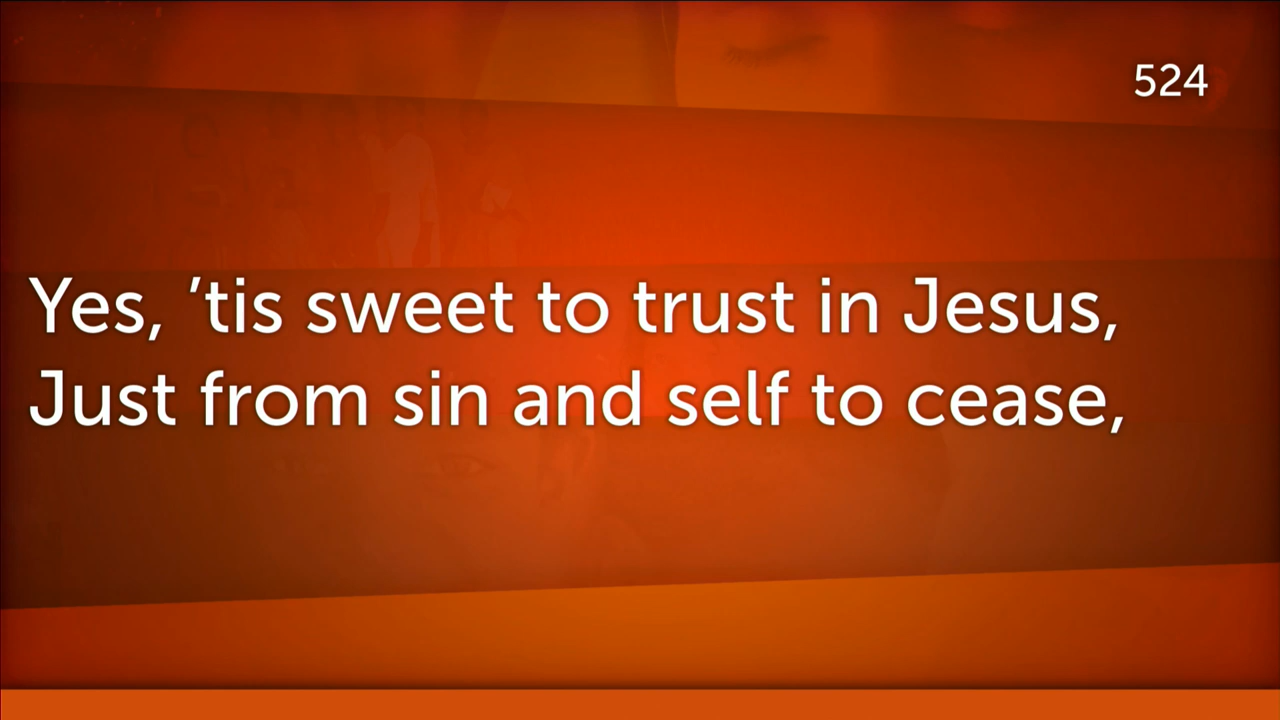 524
Yes, ’tis sweet to trust in Jesus,
Just from sin and self to cease,